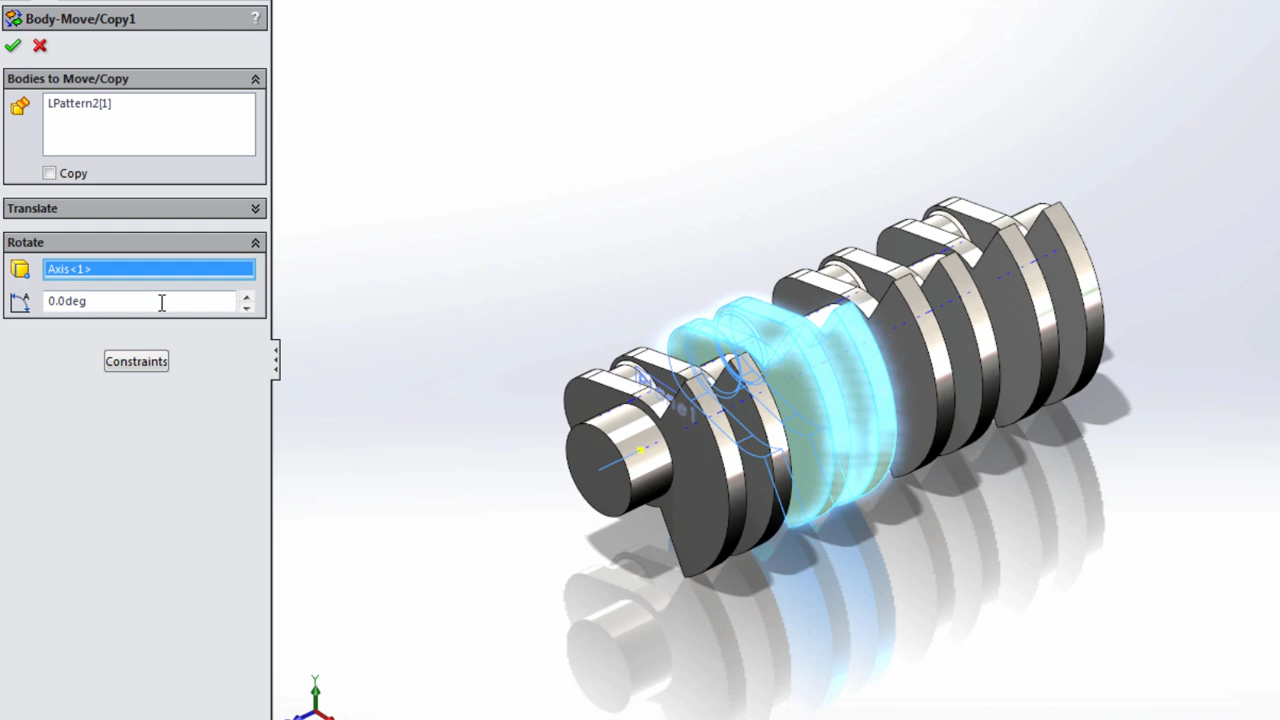 Body-Move/Copy1 ?
Bodies to Move/Copy
LPattern2[1]
Copy
Translate
Rotate
Axis<1>
0.0deg
Constraints
Y